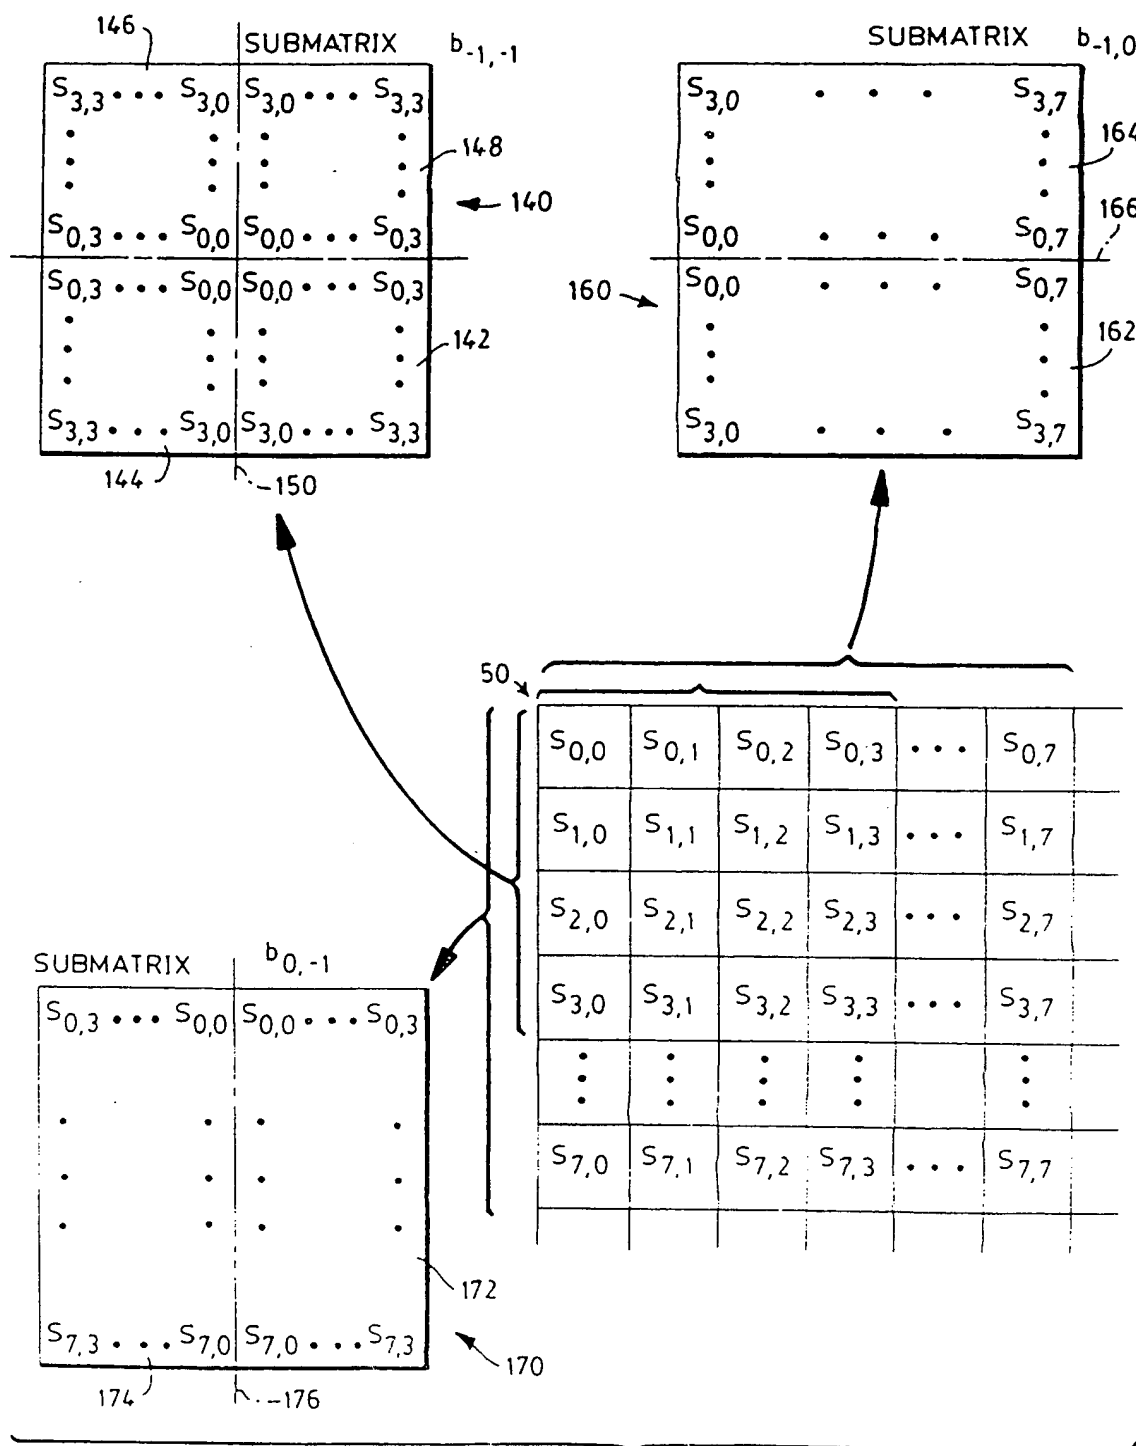 146
SUBMATRIX b-1,-1
S3,3 ••• S3,0 S3,0 ••• S3,3
148
140
S0,3 ••• S0,0 S0,0 ••• S0,3
S0,3 ••• S0,0 S0,0 ••• S0,3
142
S3,3 ••• S3,0 S3,0 ••• S3,3
144
150
SUBMATRIX b-1,0
S3,0 • • • S3,7
164
S0,0 • • • S0,7
166
S0,0 • • • S0,7
160
162
S3,0 • • • S3,7
50
S0,0 S0,1 S0,2 S0,3 ••• S0,7
S1,0 S1,1 S1,2 S1,3 ••• S1,7
S2,0 S2,1 S2,2 S2,3 ••• S2,7
S3,0 S3,1 S3,2 S3,3 ••• S3,7
S7,0 S7,1 S7,2 S7,3 ••• S7,7
SUBMATRIX b0,-1
S0,3 ••• S0,0 S0,0 ••• S0,3
172
S7,3 ••• S7,0 S7,0 ••• S7,3
170
174
176